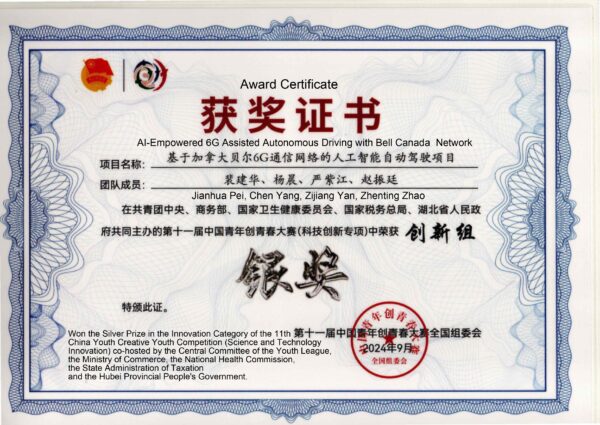 Award Certificate
获奖证书
AI-Empowered 6G Assisted Autonomous Driving with Bell Canada Network
项目名称： 基于加拿大贝尔6G通信网络的人工智能自动驾驶项目
团队成员： 裴建华、杨晨、严紫江、赵振廷
Jianhua Pei, Chen Yang, Zijiang Yan, Zhenting Zhao
在共青团中央、商务部、国家卫生健康委员会、国家税务总局、湖北省人民政
府共同主办的第十一届中国青年创青春大赛(科技创新专项)中荣获 创新组
银奖
特颁此证。
Won the Silver Prize in the Innovation Category of the 11th
China Youth Creative Youth Competition (Science and Technology
Innovation) co-hosted by the Central Committee of the Youth League,
the Ministry of Commerce, the National Health Commission,
the State Administration of Taxation
and the Hubei Provincial People's Government.
第十一届中国青年创青春大赛全国组委会
2024年9月
全国组委会